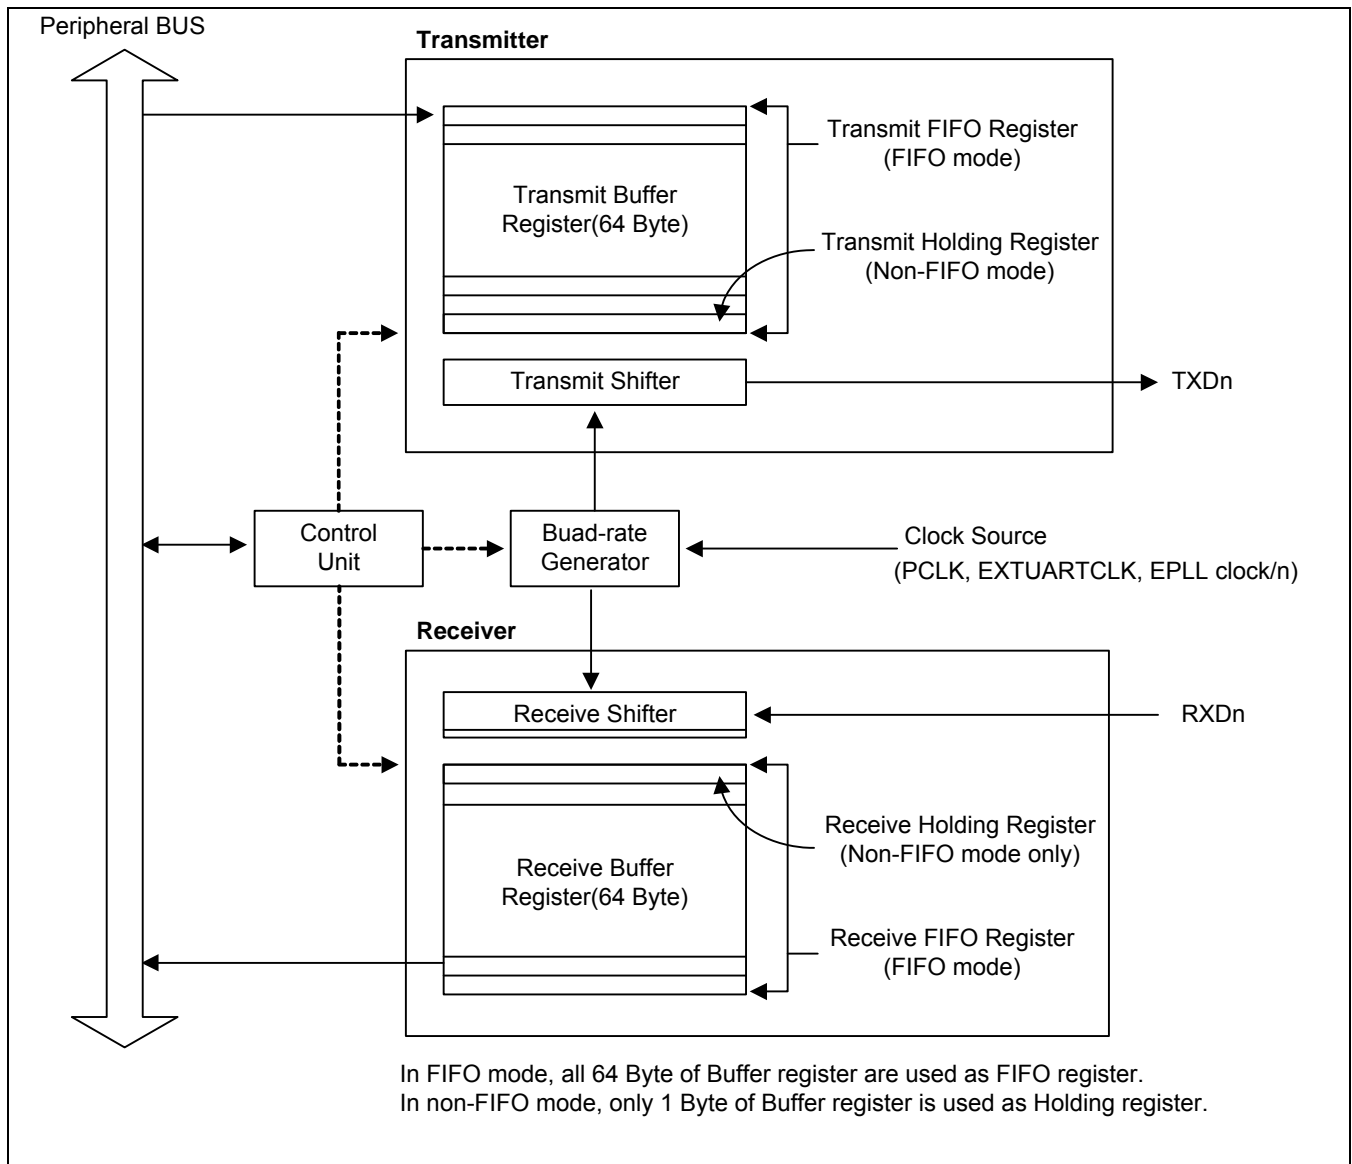 Peripheral BUS
Transmitter
Transmit FIFO Register
(FIFO mode)
Transmit Buffer
Register(64 Byte)
Transmit Holding Register
(Non-FIFO mode)
Transmit Shifter
TXDn
Control
Unit
Buad-rate
Generator
Clock Source
(PCLK, EXTUARTCLK, EPLL clock/n)
Receiver
Receive Shifter
RXDn
Receive Holding Register
(Non-FIFO mode only)
Receive Buffer
Register(64 Byte)
Receive FIFO Register
(FIFO mode)
In FIFO mode, all 64 Byte of Buffer register are used as FIFO register.
In non-FIFO mode, only 1 Byte of Buffer register is used as Holding register.